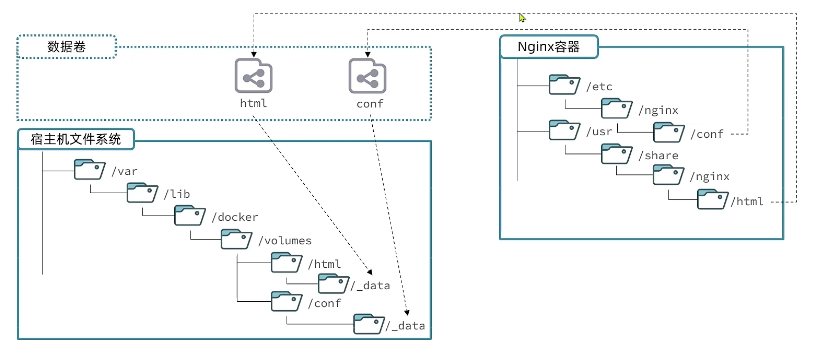 数据卷
html
conf
宿主机文件系统
/var
/lib
/docker
/volumes
/html
/_data
/conf
/_data
Nginx容器
/etc
/nginx
/conf
/usr
/share
/nginx
/html